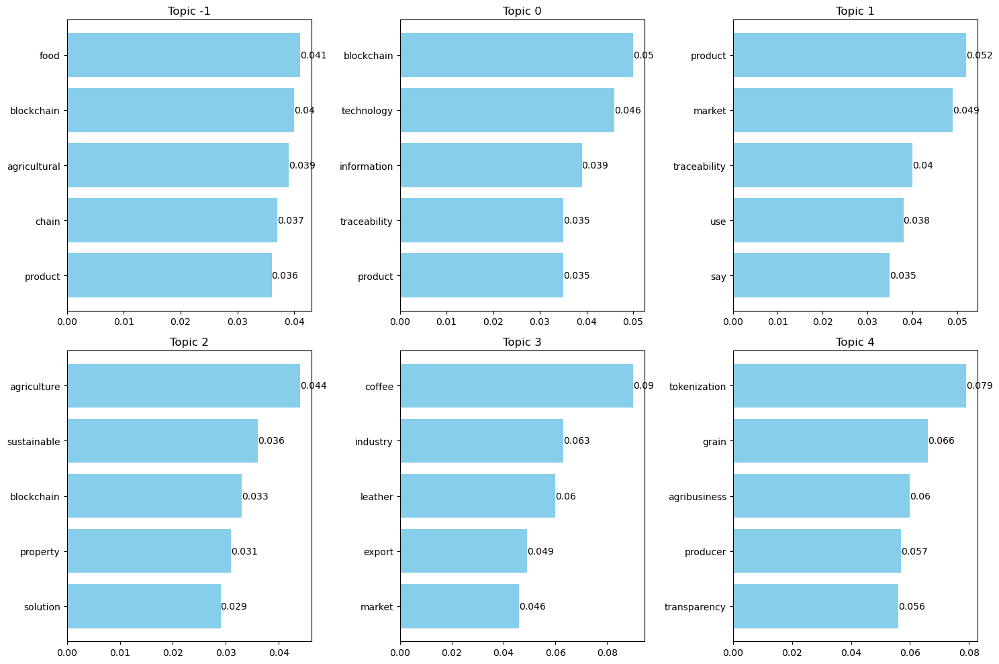 Topic -1
food
0.041
blockchain
0.04
agricultural
0.039
chain
0.037
product
0.036
0.00 0.01 0.02 0.03 0.04
Topic 0
blockchain
0.05
technology
0.046
information
0.039
traceability
0.035
product
0.035
0.00 0.01 0.02 0.03 0.04 0.05
Topic 1
product
0.052
market
0.049
traceability
0.04
use
0.038
say
0.035
0.00 0.01 0.02 0.03 0.04 0.05
Topic 2
agriculture
0.044
sustainable
0.036
blockchain
0.033
property
0.031
solution
0.029
0.00 0.01 0.02 0.03 0.04
Topic 3
coffee
0.09
industry
0.063
leather
0.06
export
0.049
market
0.046
0.00 0.02 0.04 0.06 0.08
Topic 4
tokenization
0.079
grain
0.066
agribusiness
0.06
producer
0.057
transparency
0.056
0.00 0.02 0.04 0.06 0.08